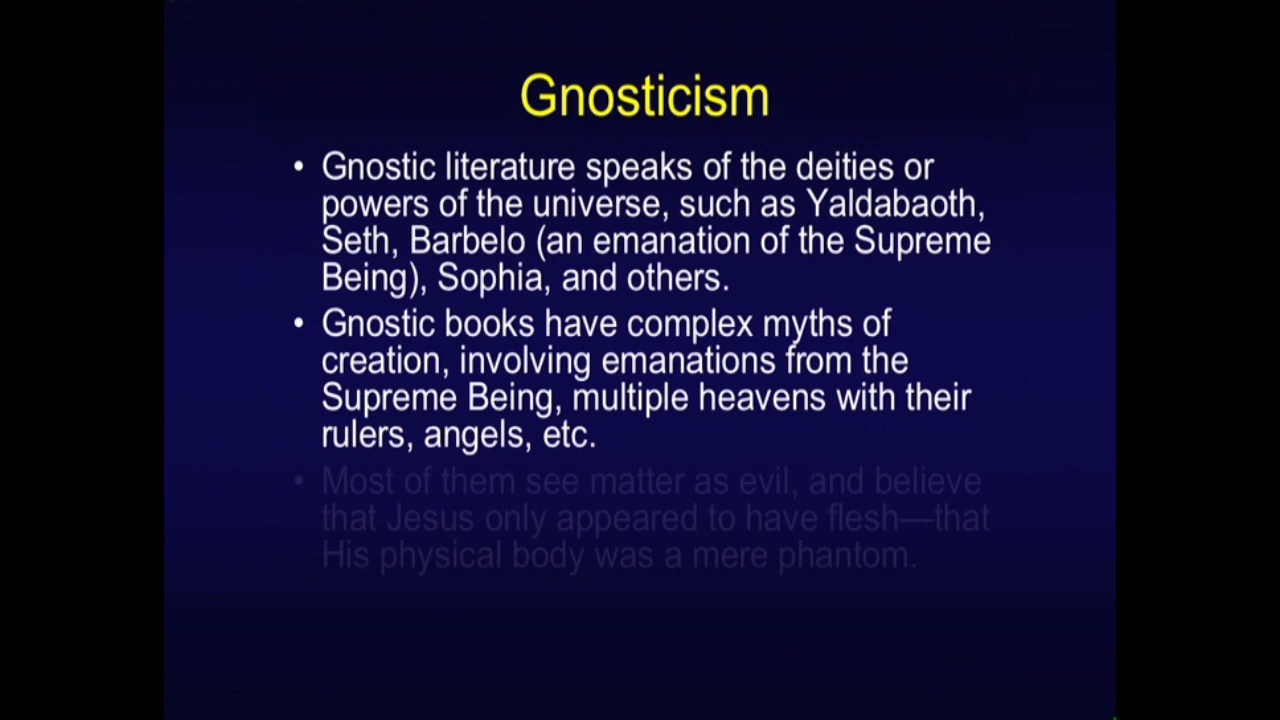 Gnosticism
• Gnostic literature speaks of the deities or
powers of the universe, such as Yaldabaoth,
Seth, Barbelo (an emanation of the Supreme
Being), Sophia, and others.
• Gnostic books have complex myths of
creation, involving emanations from the
Supreme Being, multiple heavens with their
rulers, angels, etc.
• Most of them see matter as evil, and believe
that Jesus only appeared to have flesh—that
His physical body was a mere phantom.